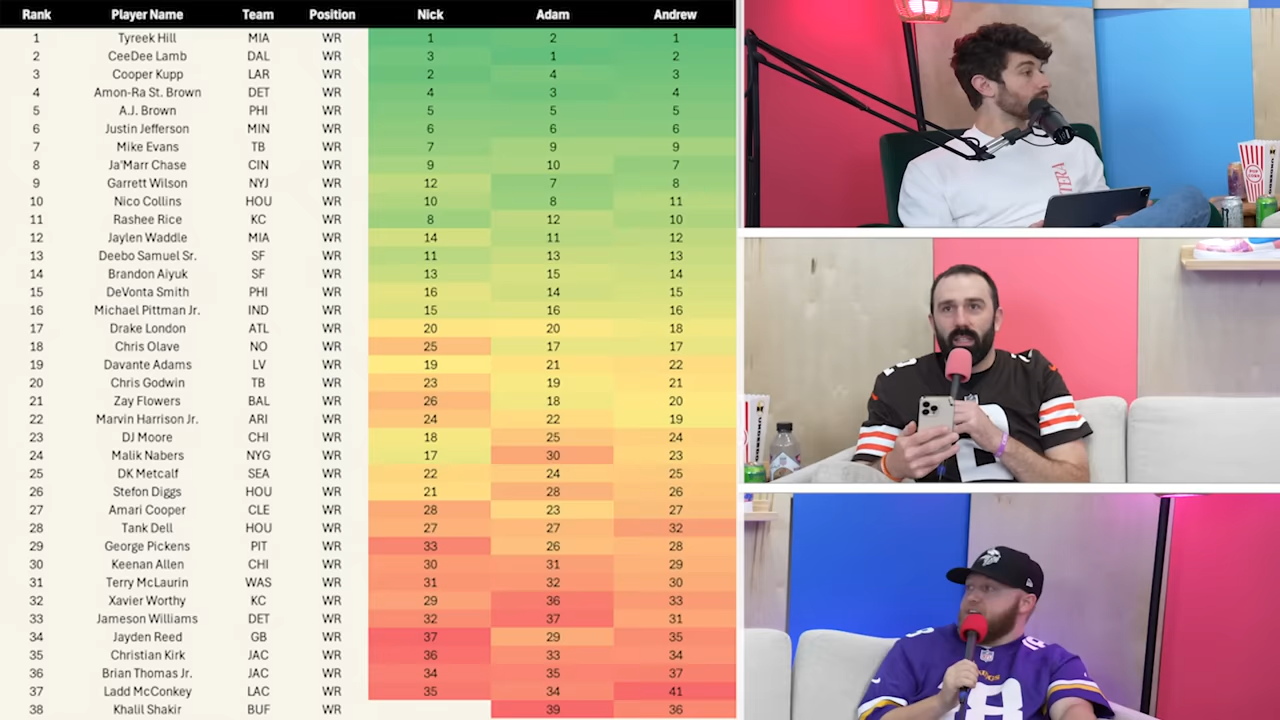 Rank Player Name Team Position Nick Adam Andrew
1 Tyreek Hill MIA WR 1 2 1
2 CeeDee Lamb DAL WR 3 1 2
3 Cooper Kupp LAR WR 2 4 3
4 Amon-Ra St. Brown DET WR 4 3 4
5 A.J. Brown PHI WR 5 5 5
6 Justin Jefferson MIN WR 6 6 6
7 Mike Evans TB WR 7 9 9
8 Ja'Marr Chase CIN WR 9 10 7
9 Garrett Wilson NYJ WR 12 7 8
10 Nico Collins HOU WR 10 8 11
11 Rashee Rice KC WR 8 12 10
12 Jaylen Waddle MIA WR 14 11 12
13 Deebo Samuel Sr. SF WR 11 13 13
14 Brandon Aiyuk SF WR 13 15 14
15 DeVonta Smith PHI WR 16 14 15
16 Michael Pittman Jr. IND WR 15 16 16
17 Drake London ATL WR 20 20 18
18 Chris Olave NO WR 25 17 17
19 Davante Adams LV WR 19 21 22
20 Chris Godwin TB WR 23 19 21
21 Zay Flowers BAL WR 26 18 20
22 Marvin Harrison Jr. ARI WR 24 22 19
23 DJ Moore CHI WR 18 25 24
24 Malik Nabers NYG WR 17 30 23
25 DK Metcalf SEA WR 22 24 25
26 Stefon Diggs HOU WR 21 28 26
27 Amari Cooper CLE WR 28 23 27
28 Tank Dell HOU WR 27 27 32
29 George Pickens PIT WR 33 26 28
30 Keenan Allen CHI WR 30 31 29
31 Terry McLaurin WAS WR 31 32 30
32 Xavier Worthy KC WR 29 36 33
33 Jameson Williams DET WR 32 37 31
34 Jayden Reed GB WR 37 29 35
35 Christian Kirk JAC WR 36 33 34
36 Brian Thomas Jr. JAC WR 34 35 37
37 Ladd McConkey LAC WR 35 34 41
38 Khalil Shakir BUF WR 39 36